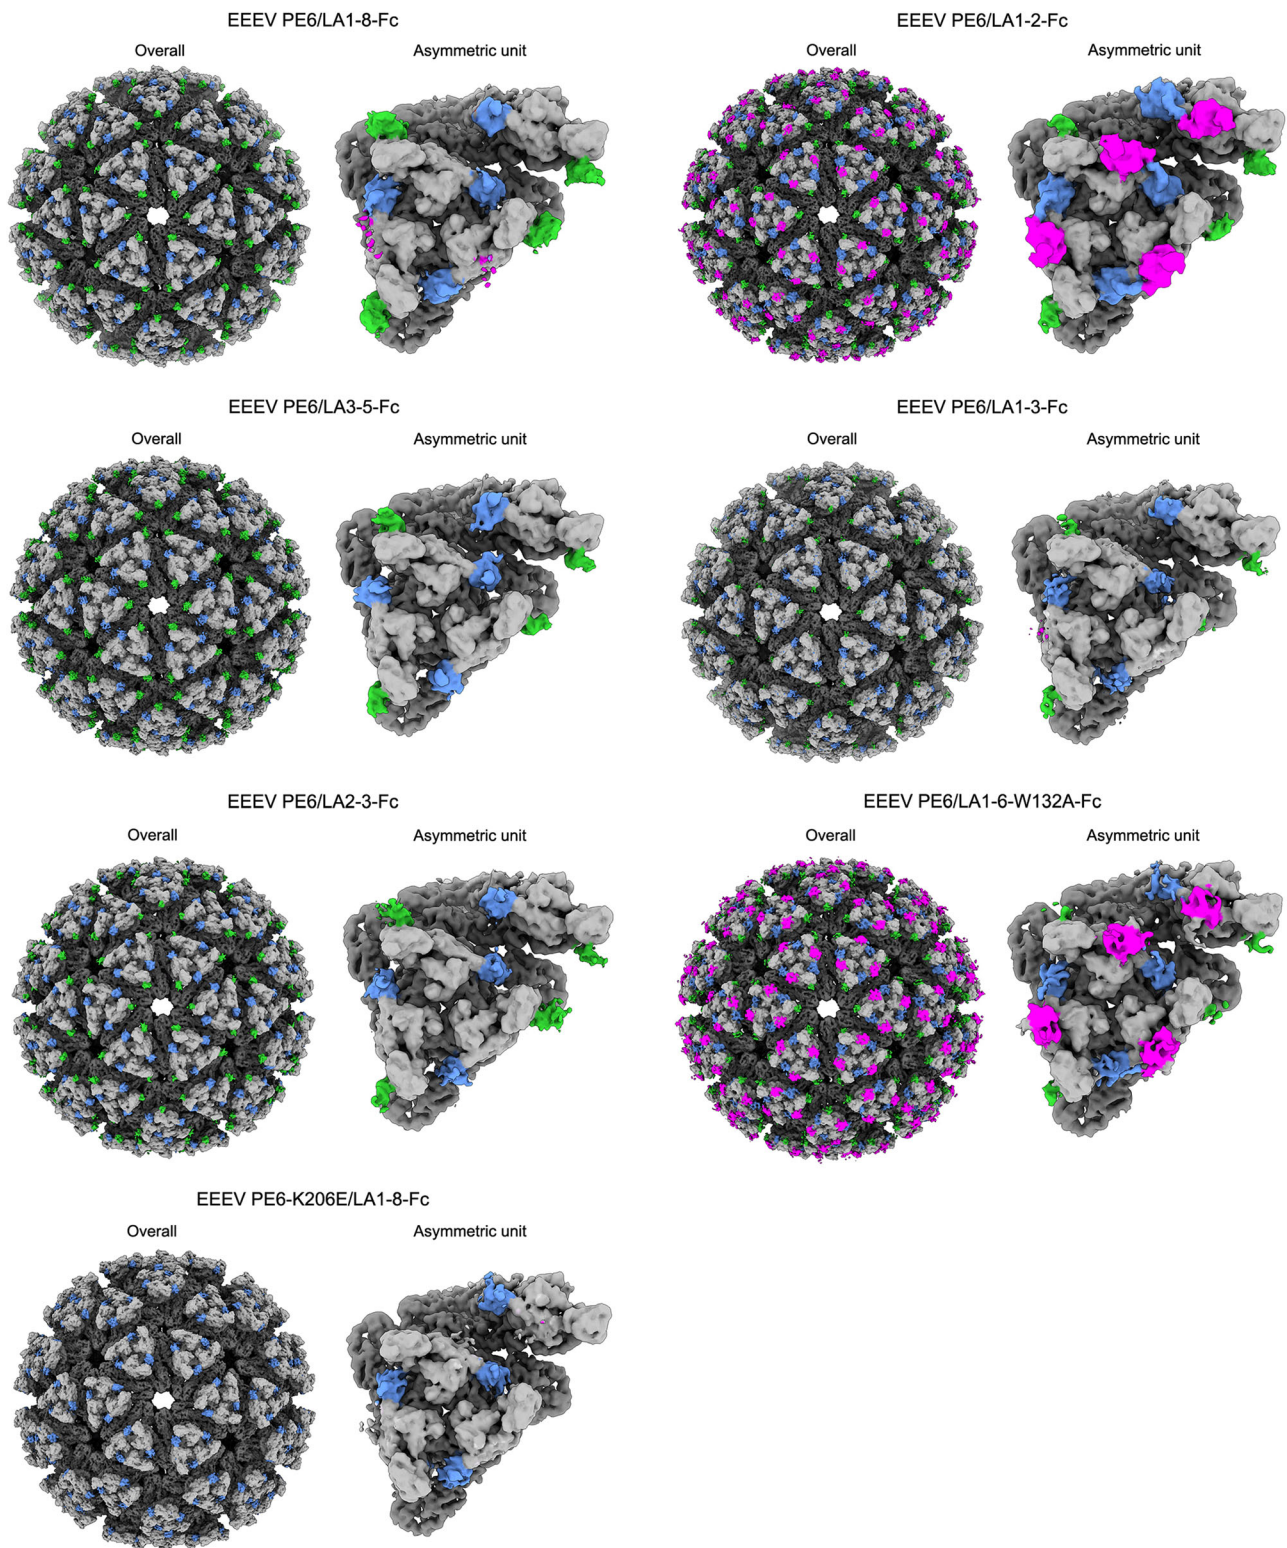 EEEV PE6/LA1-8-Fc
Overall
Asymmetric unit
EEEV PE6/LA1-2-Fc
Overall
Asymmetric unit
EEEV PE6/LA3-5-Fc
Overall
Asymmetric unit
EEEV PE6/LA1-3-Fc
Overall
Asymmetric unit
EEEV PE6/LA2-3-Fc
Overall
Asymmetric unit
EEEV PE6/LA1-6-W132A-Fc
Overall
Asymmetric unit
EEEV PE6-K206E/LA1-8-Fc
Overall
Asymmetric unit